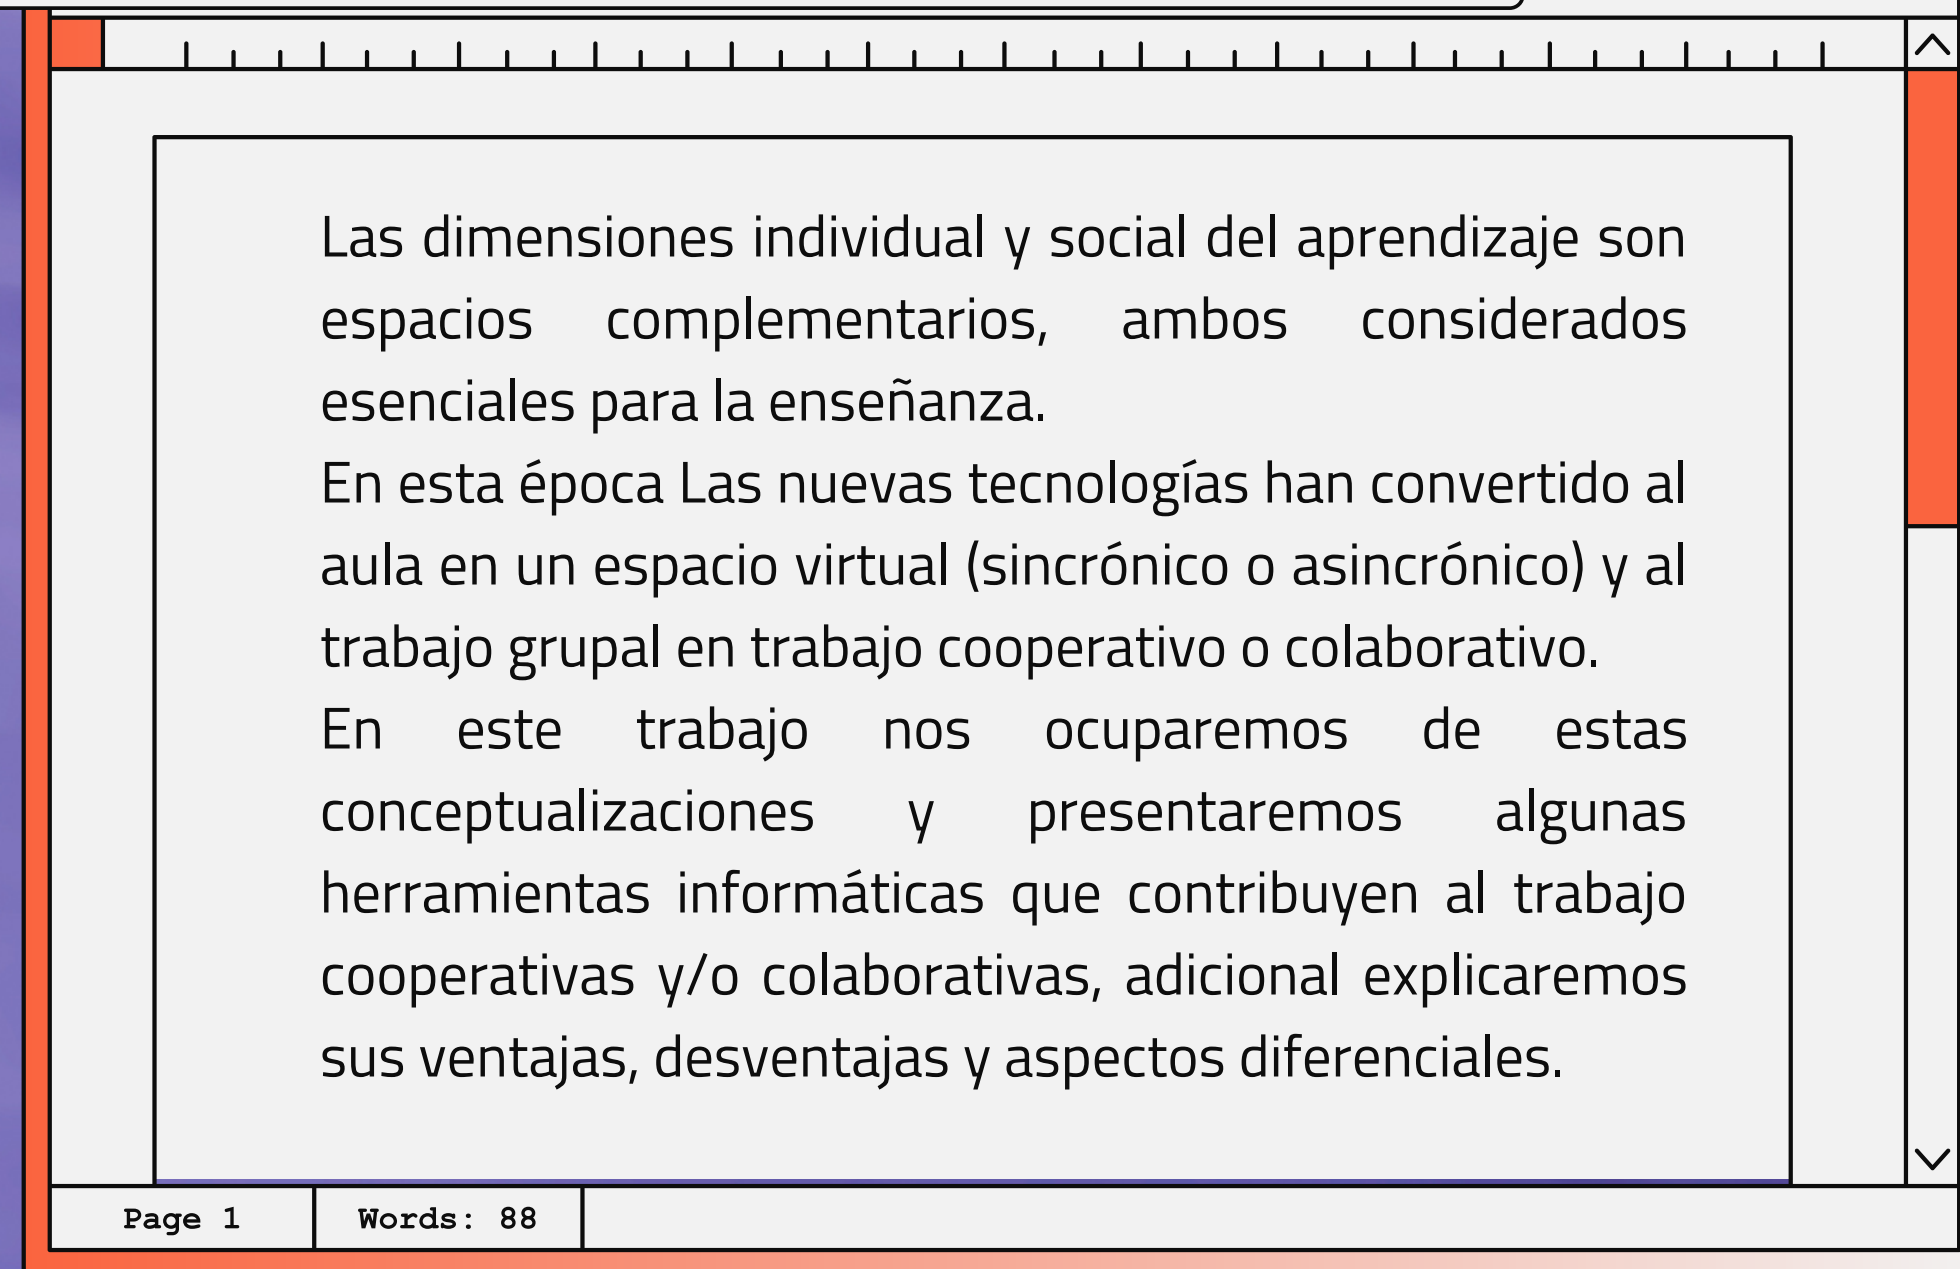 Las dimensiones individual y social del aprendizaje son
espacios complementarios, ambos considerados
esenciales para la enseñanza.
En esta época Las nuevas tecnologías han convertido al
aula en un espacio virtual (sincrónico o asincrónico) y al
trabajo grupal en trabajo cooperativo o colaborativo.
En este trabajo nos ocuparemos de estas
conceptualizaciones y presentaremos algunas
herramientas informáticas que contribuyen al trabajo
cooperativas y/o colaborativas, adicional explicaremos
sus ventajas, desventajas y aspectos diferenciales.
Page 1 Words: 88